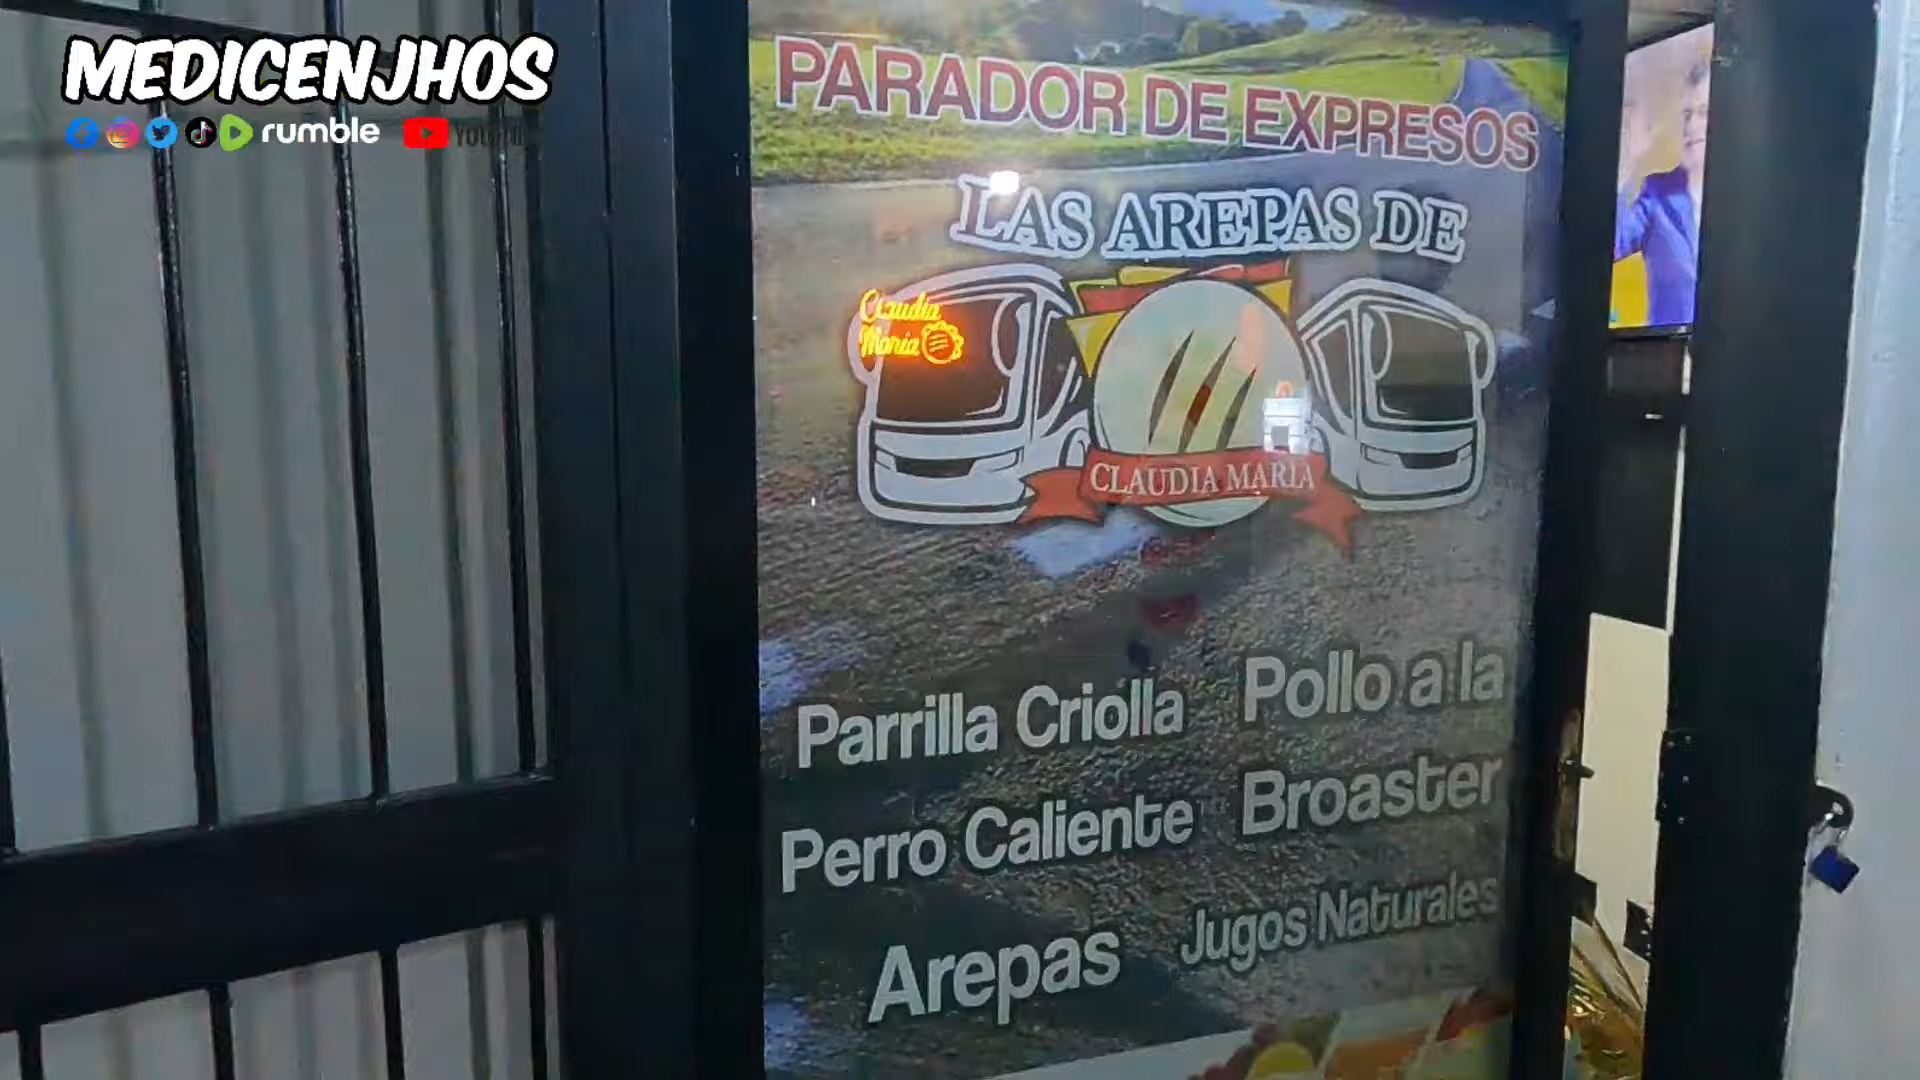 MEDICENJHOS
rumble YouTube
PARADOR DE EXPRESOS
LAS AREPAS DE
Claudia
Maria
CLAUDIA MARIA
Parrilla Criolla
Pollo a la
Broaster
Perro Caliente
Arepas
Jugos Naturales